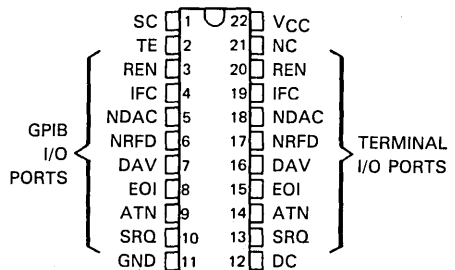 SC 1 22 VCC
TE 2 21 NC
REN 3 20 REN
IFC 4 19 IFC
NDAC 5 18 NDAC
NRFD 6 17 NRFD
DAV 7 16 DAV
EOI 8 15 EOI
ATN 9 14 ATN
SRQ 10 13 SRQ
GND 11 12 DC
GPIB
I/O
PORTS
TERMINAL
I/O PORTS